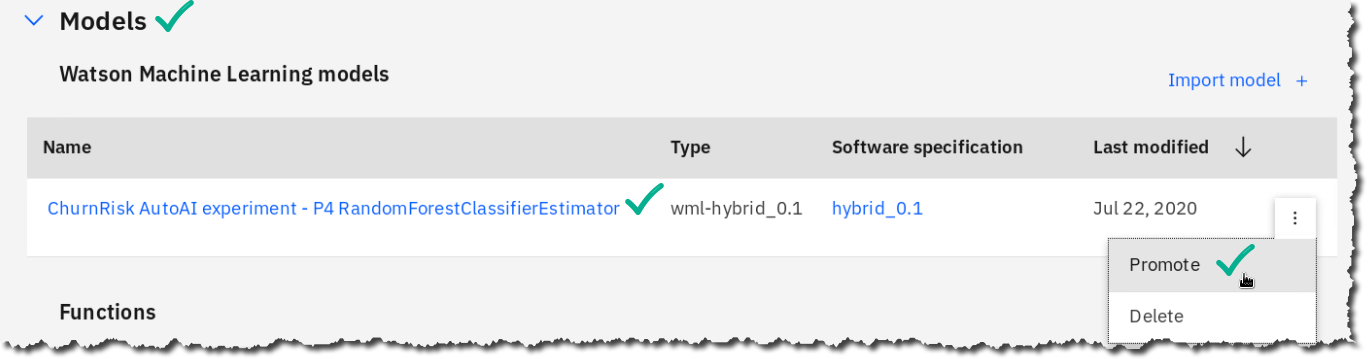 Models
Watson Machine Learning models
Import model +
Name Type Software specification Last modified
ChurnRisk AutoAI experiment - P4 RandomForestClassifierEstimator wml-hybrid_0.1 hybrid_0.1 Jul 22, 2020
Promote
Functions
Delete